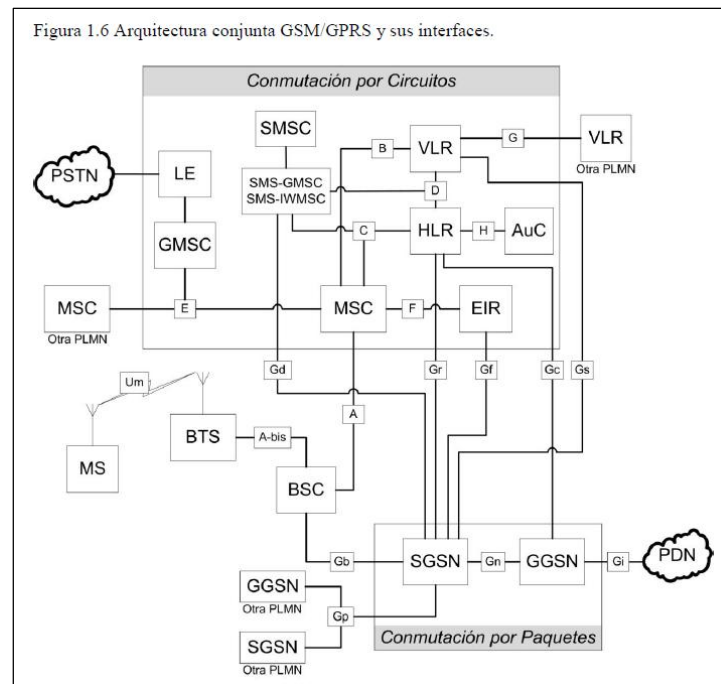 Figura 1.6 Arquitectura conjunta GSM/GPRS y sus interfaces.
Conmutación por Circuitos
SMSC
B
VLR
G
VLR
Otra PLMN
PSTN
LE
SMS-GMSC
SMS-IWMSC
D
GMSC
C
HLR
H
AuC
MSC
Otra PLMN
E
MSC
F
EIR
Gd
Gr
Gf
Gc
Gs
Um
A
MS
BTS
A-bis
BSC
Gb
SGSN
Gn
GGSN
Gi
PDN
GGSN
Otra PLMN
Gp
SGSN
Otra PLMN
Conmutación por Paquetes